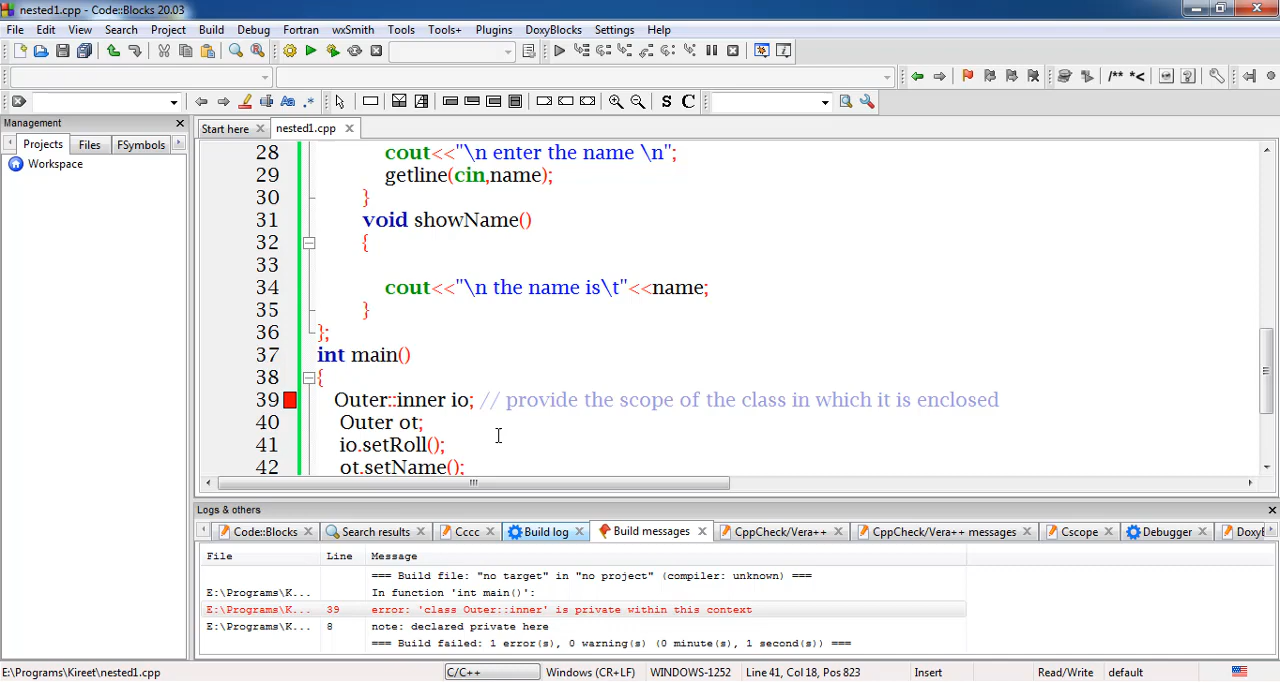 nested1.cpp - Code::Blocks 20.03
File Edit View Search Project Build Debug Fortran wxSmith Tools Tools+ Plugins DoxyBlocks Settings Help
/** *<
S C
Management
Projects Files FSymbols
Workspace
Start here nested1.cpp
28 cout<<"\n enter the name \n";
29 getline(cin,name);
30 }
31 void showName()
32 {
33
34 cout<<"\n the name is\t"<<name;
35 }
36 };
37 int main()
38 {
39 Outer::inner io; // provide the scope of the class in which it is enclosed
40 Outer ot;
41 io.setRoll();
42 ot.setName();
Logs & others
Code::Blocks Search results Cccc Build log Build messages CppCheck/Vera++ CppCheck/Vera++ messages Cscope Debugger DoxyB
File Line Message
=== Build file: "no target" in "no project" (compiler: unknown) ===
E:\Programs\K... In function 'int main()':
E:\Programs\K... 39 error: 'class Outer::inner' is private within this context
E:\Programs\K... 8 note: declared private here
=== Build failed: 1 error(s), 0 warning(s) (0 minute(s), 1 second(s)) ===
E:\Programs\Kireet\nested1.cpp C/C++ Windows (CR+LF) WINDOWS-1252 Line 41, Col 18, Pos 823 Insert Read/Write default